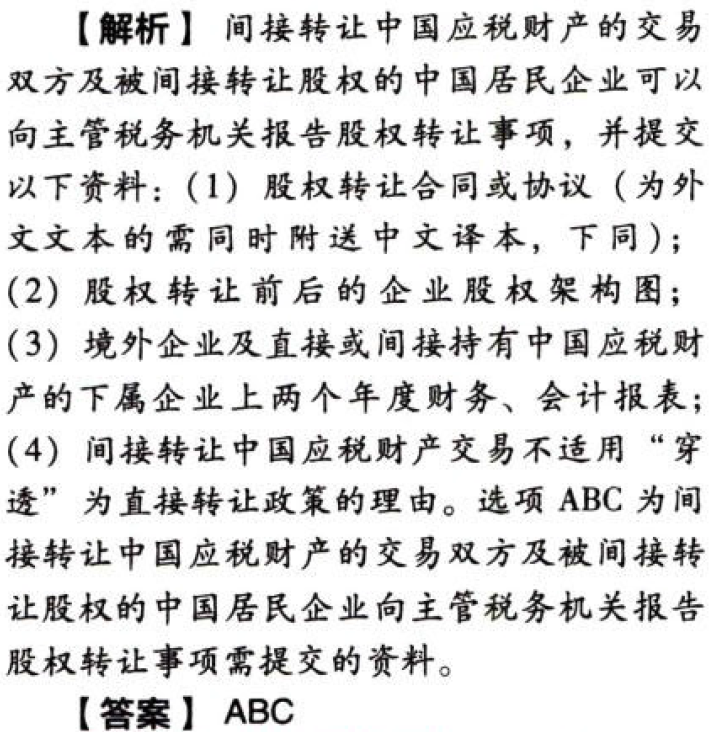 【解析】 间接转让中国应税财产的交易
双方及被间接转让股权的中国居民企业可以
向主管税务机关报告股权转让事项，并提交
以下资料：（1）股权转让合同或协议（为外
文文本的需同时附送中文译本，下同）；
（2）股权转让前后的企业股权架构图；
（3）境外企业及直接或间接持有中国应税财
产的下属企业上两个年度财务、会计报表；
（4）间接转让中国应税财产交易不适用“穿
透”为直接转让政策的理由。选项 ABC 为间
接转让中国应税财产的交易双方及被间接转
让股权的中国居民企业向主管税务机关报告
股权转让事项需提交的资料。
【答案】 ABC